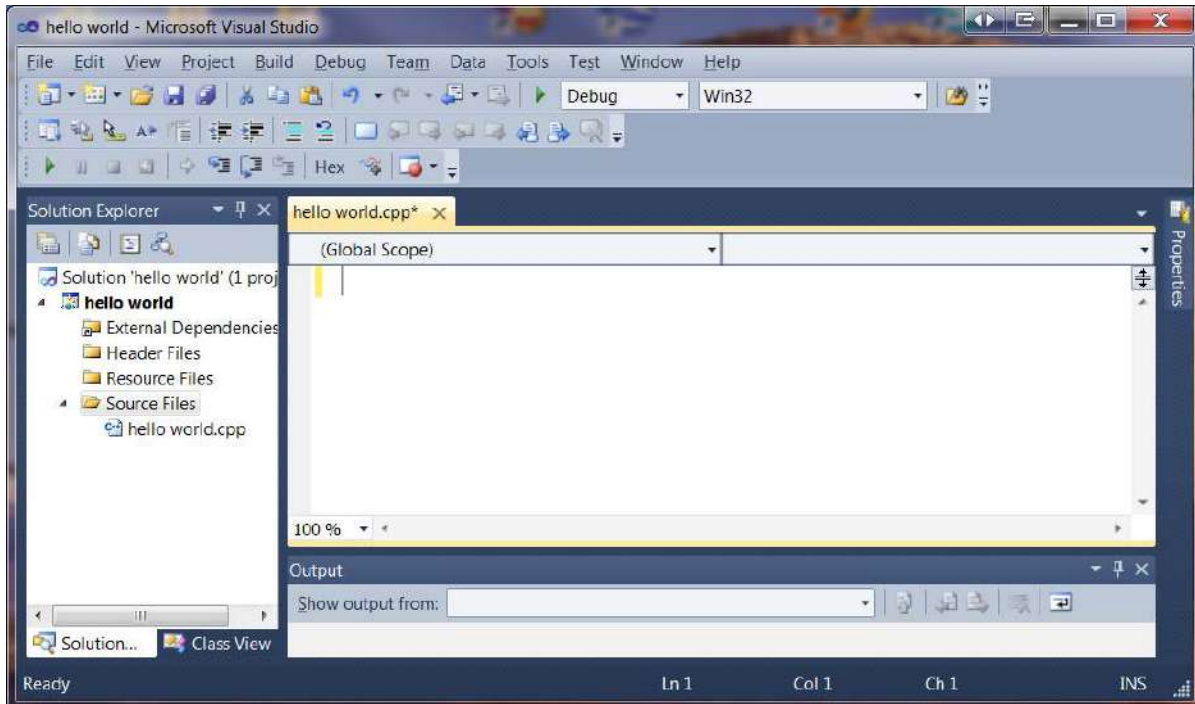 hello world - Microsoft Visual Studio
File Edit View Project Build Debug Team Data Tools Test Window Help
Debug Win32
Hex
Solution Explorer
hello world.cpp*
(Global Scope)
Solution 'hello world' (1 proj
hello world
External Dependencies
Header Files
Resource Files
Source Files
hello world.cpp
100 %
Output
Show output from:
Solution... Class View
Properties
Ready Ln 1 Col 1 Ch 1 INS